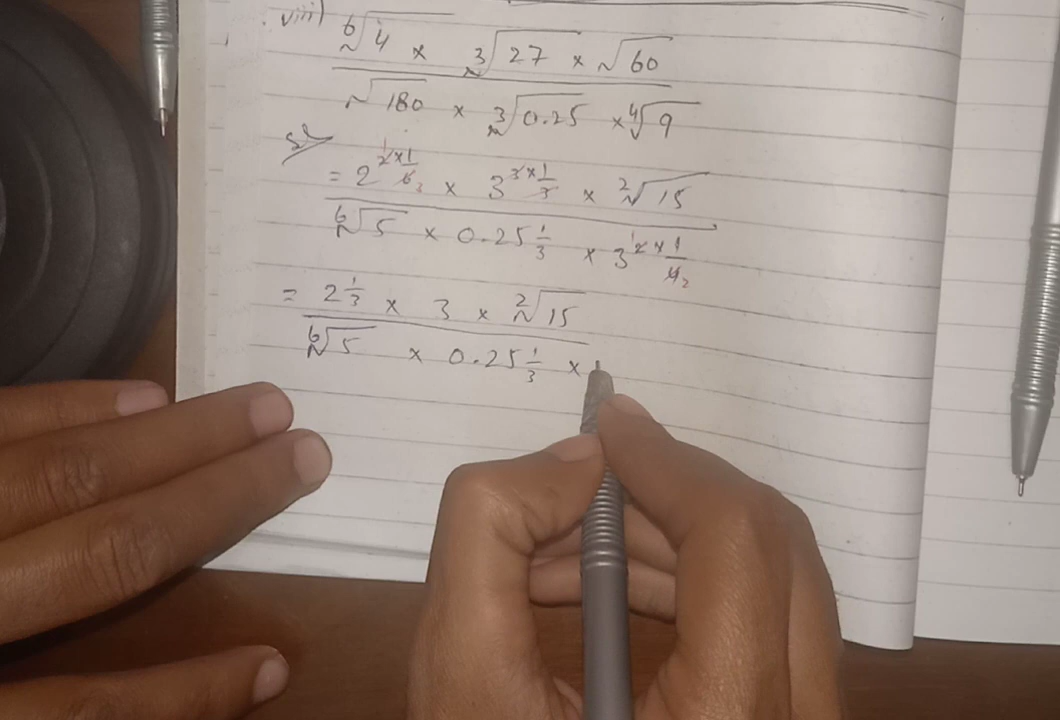 viii) ⁶√4 × ³√27 × √60
√180 × ³√0.25 × ⁴√9
Sol
= 2^(2×1/6) × 3^(3×1/3) × ²√15
⁶√5 × 0.25^(1/3) × 3^(2×1/4)
= 2^(1/3) × 3 × ²√15
⁶√5 × 0.25^(1/3) ×